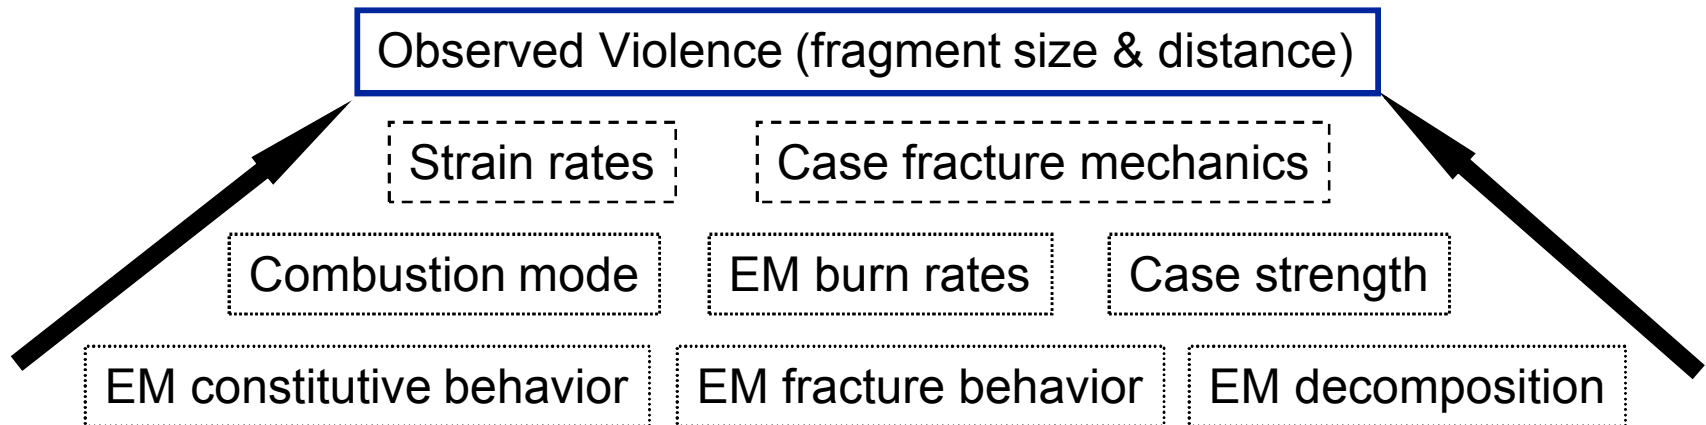 Observed Violence (fragment size & distance)
Strain rates
Case fracture mechanics
Combustion mode
EM burn rates
Case strength
EM constitutive behavior
EM fracture behavior
EM decomposition